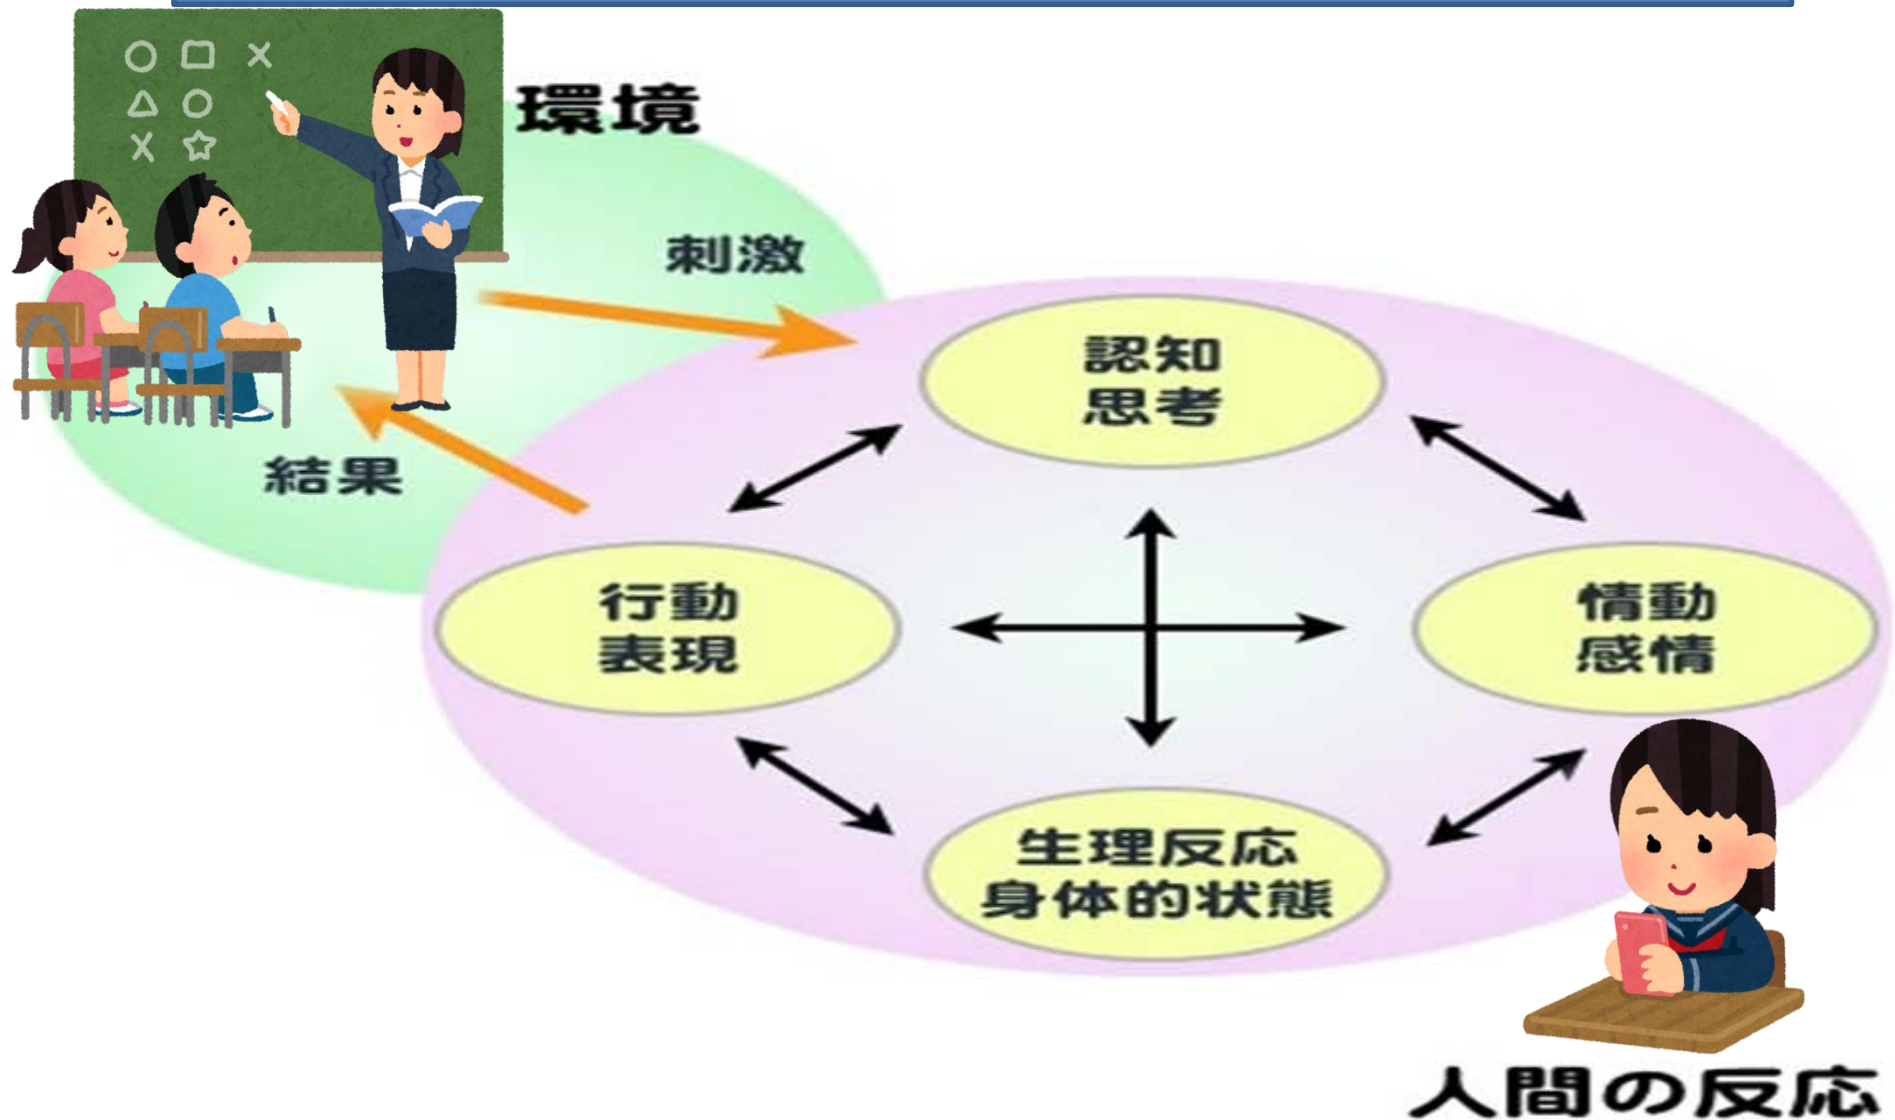 環境
刺激
認知
思考
結果
行動
表現
情動
感情
生理反応
身体的状態
人間の反応